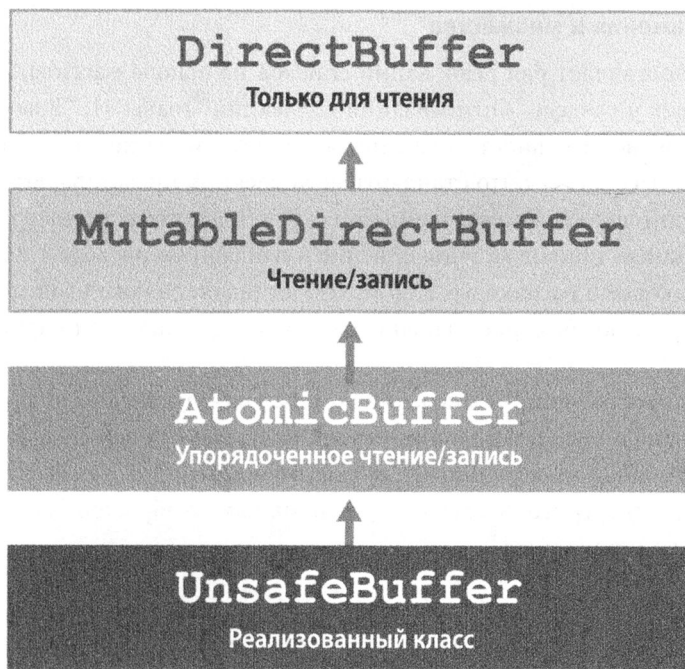 DirectBuffer
Только для чтения
MutableDirectBuffer
Чтение/запись
AtomicBuffer
Упорядоченное чтение/запись
UnsafeBuffer
Реализованный класс